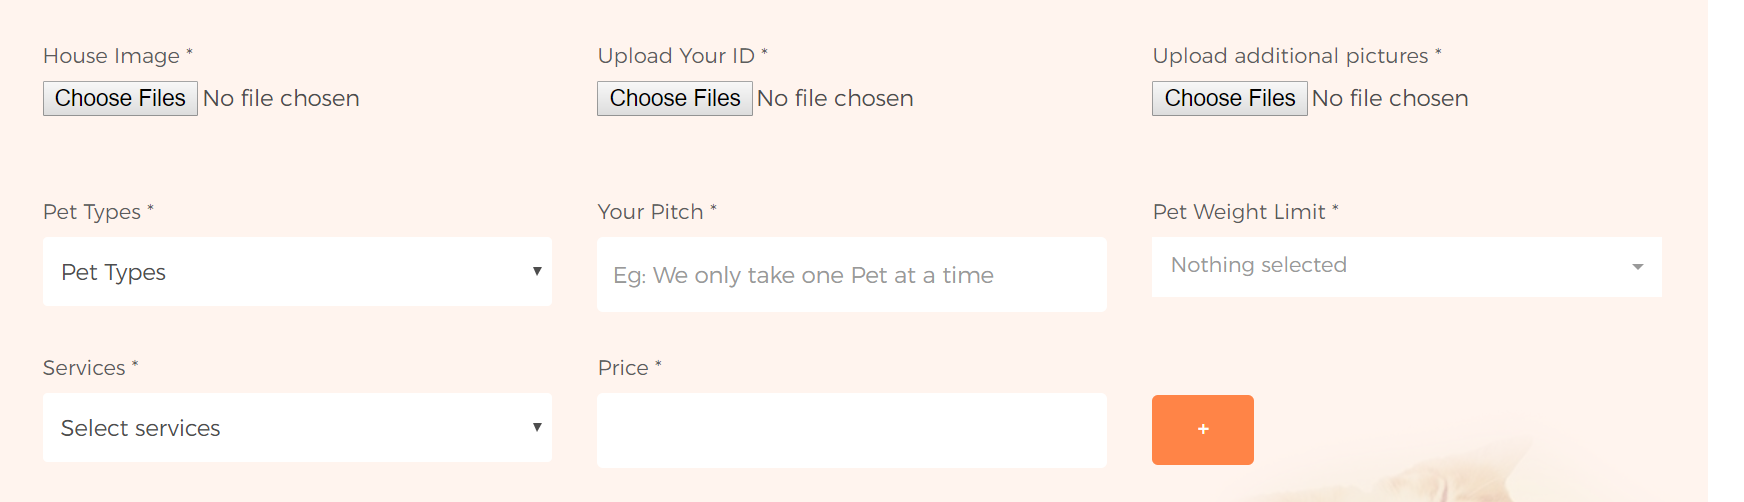 House Image *
Upload Your ID *
Upload additional pictures *
Choose Files No file chosen
Choose Files No file chosen
Choose Files No file chosen
Pet Types *
Your Pitch *
Pet Weight Limit *
Pet Types
Eg: We only take one Pet at a time
Nothing selected
Services *
Price *
Select services
+